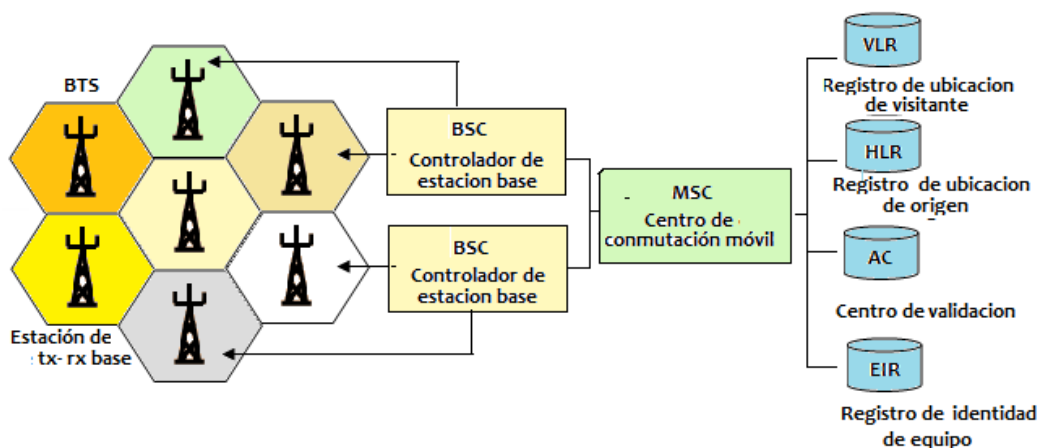 BTS
Estación de
: tx- rx base
BSC
Controlador de
estacion base
BSC
Controlador de
estacion base
MSC
Centro de
conmutación móvil
VLR
Registro de ubicacion
de visitante
HLR
Registro de ubicacion
de origen
AC
Centro de validacion
EIR
Registro de identidad
de equipo